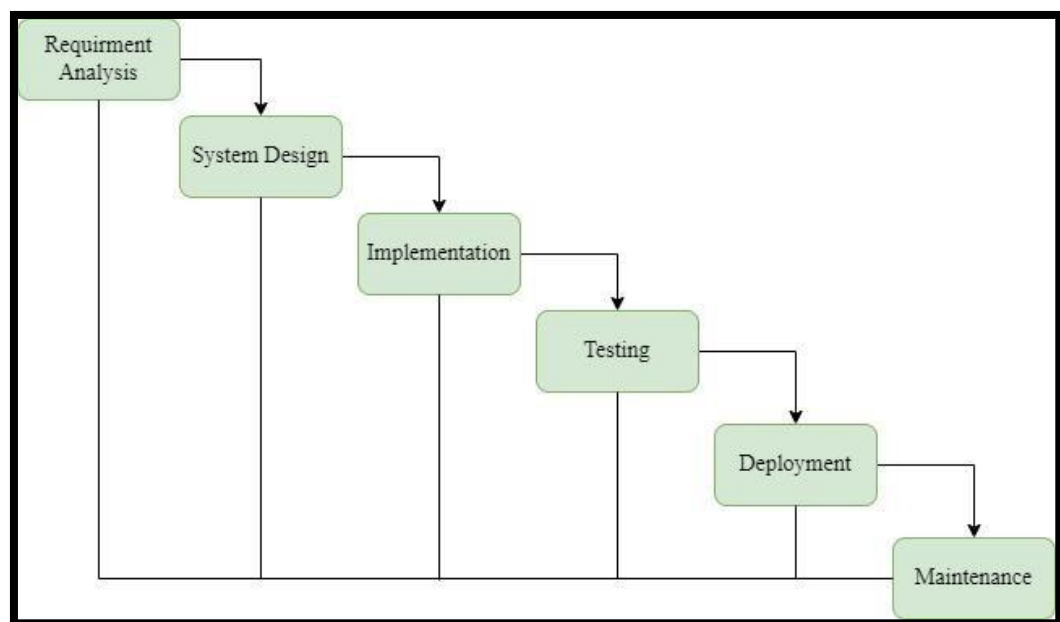 Requirment
Analysis
System Design
Implementation
Testing
Deployment
Maintenance